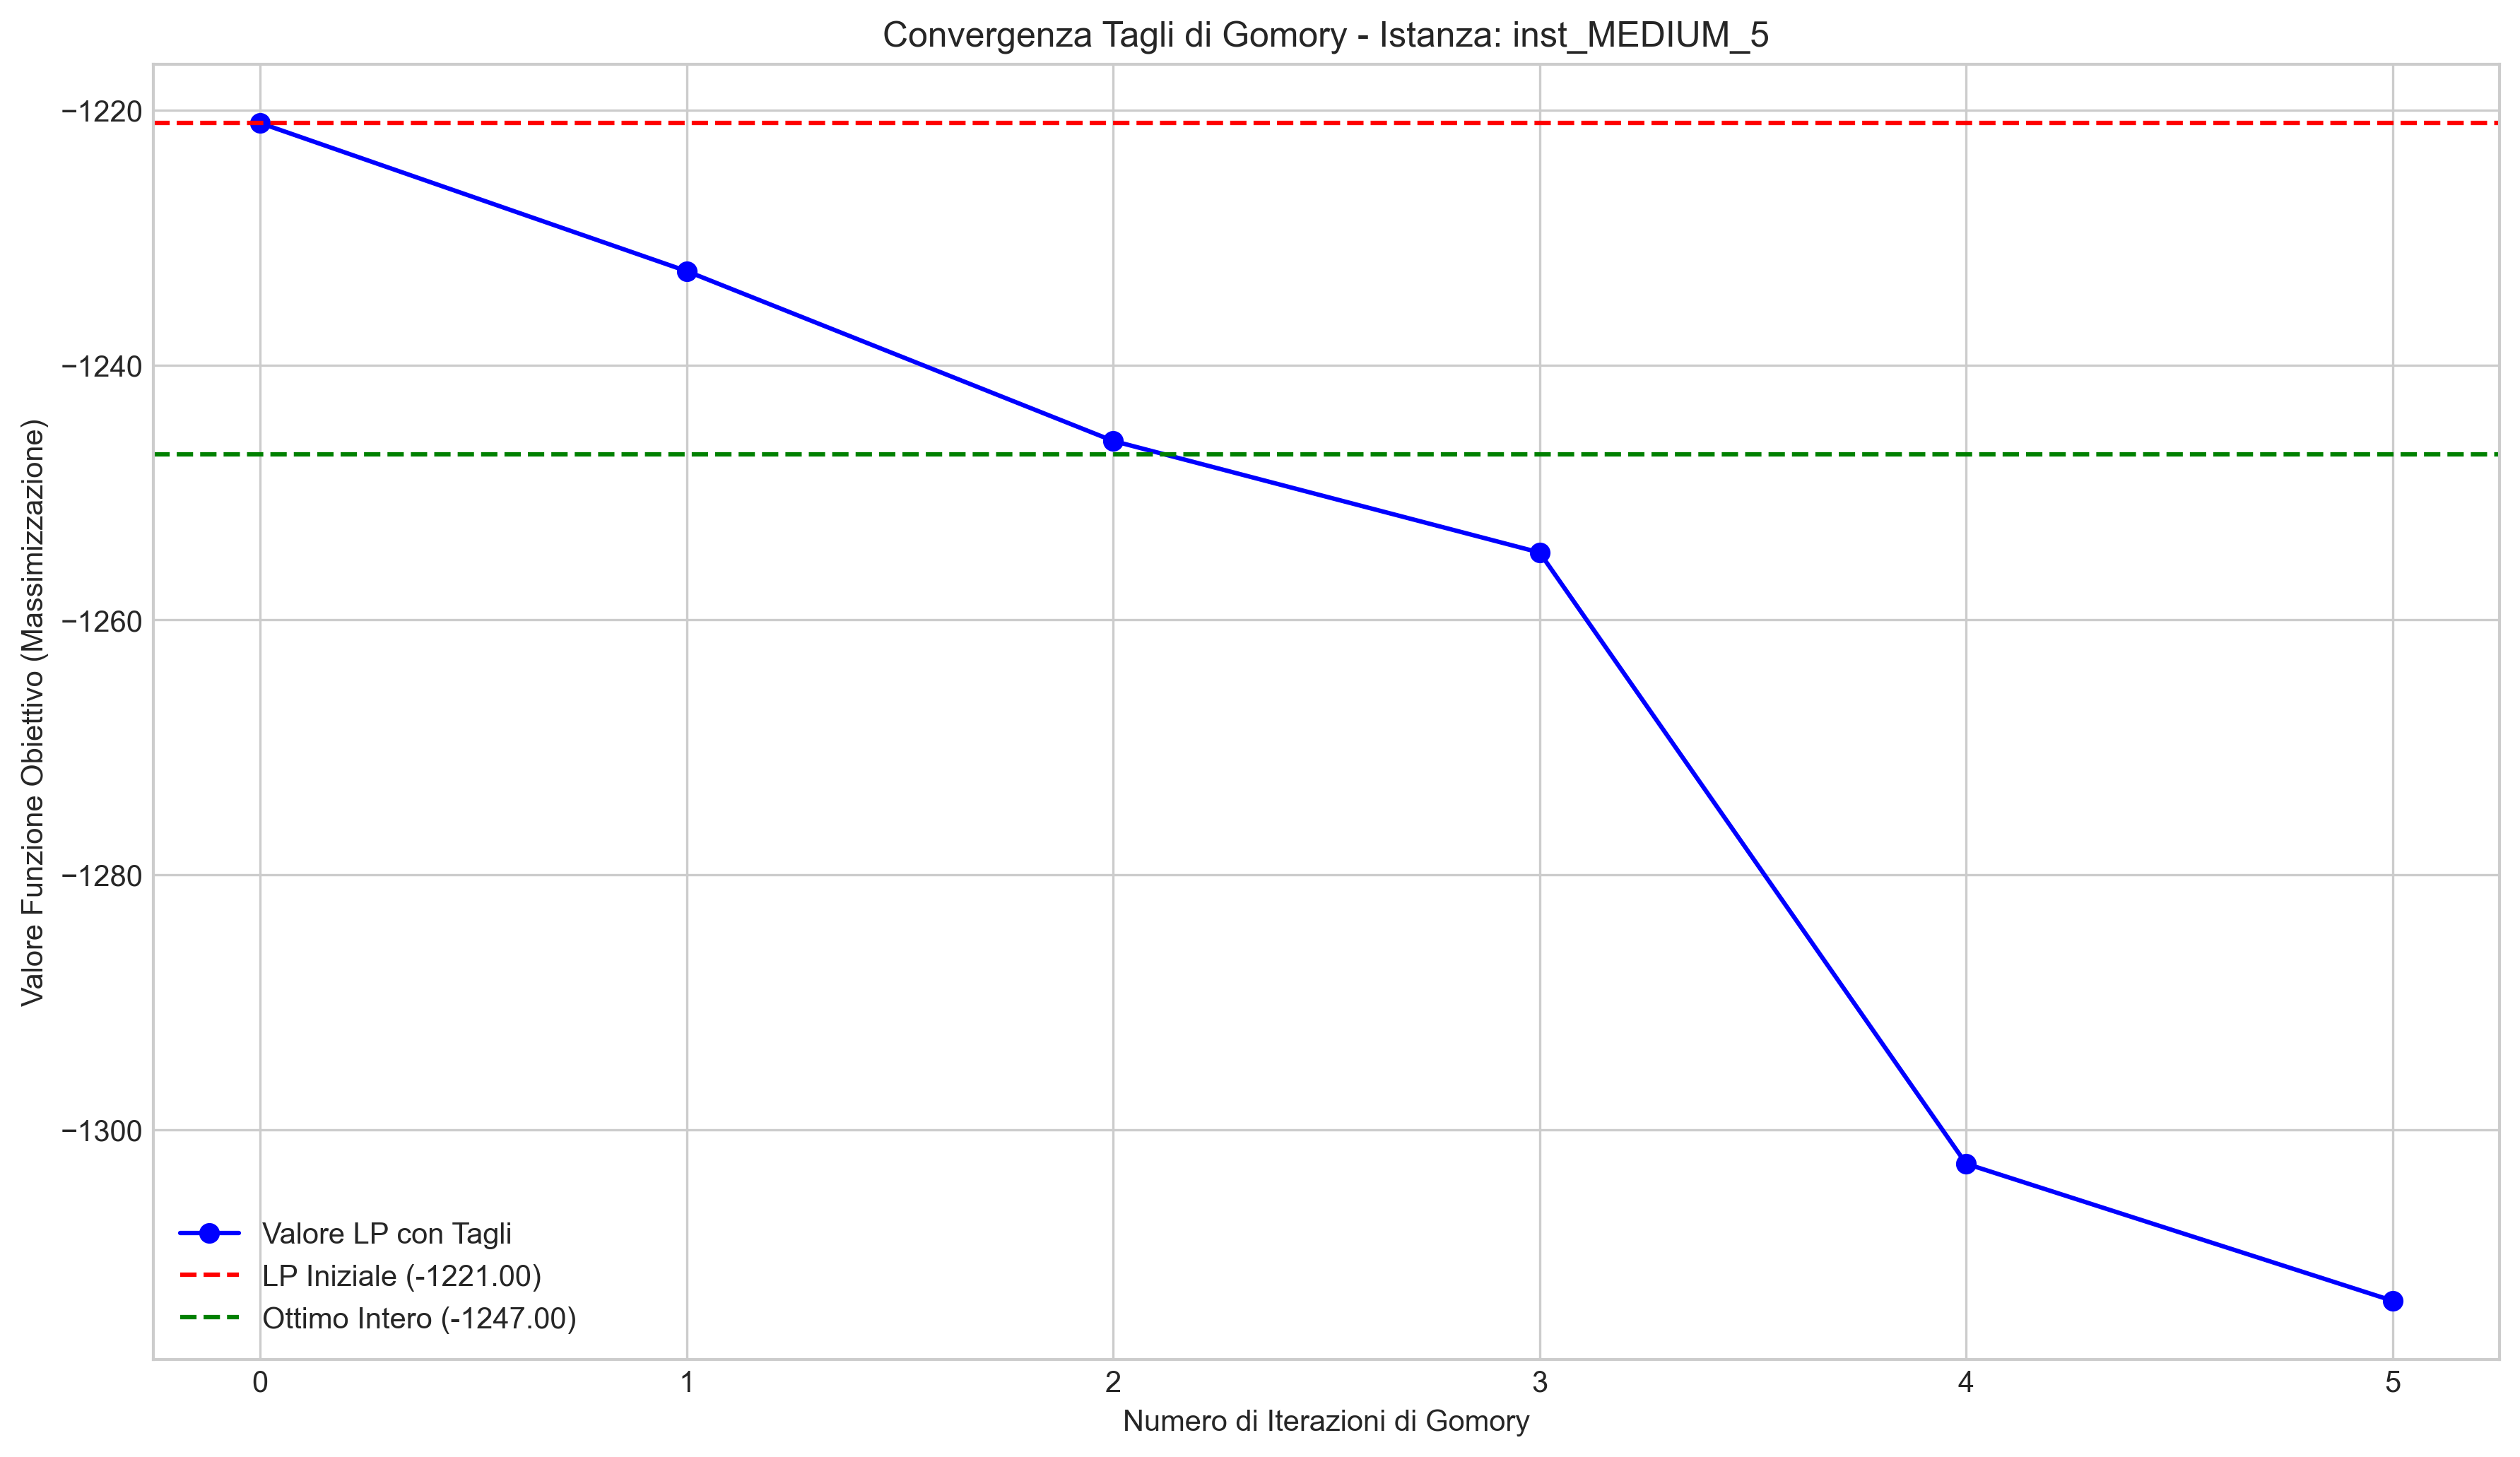 Convergenza Tagli di Gomory - Istanza: inst_MEDIUM_5
Valore Funzione Obiettivo (Massimizzazione)
−1220
−1240
−1260
−1280
−1300
Valore LP con Tagli
LP Iniziale (-1221.00)
Ottimo Intero (-1247.00)
0 1 2 3 4 5
Numero di Iterazioni di Gomory